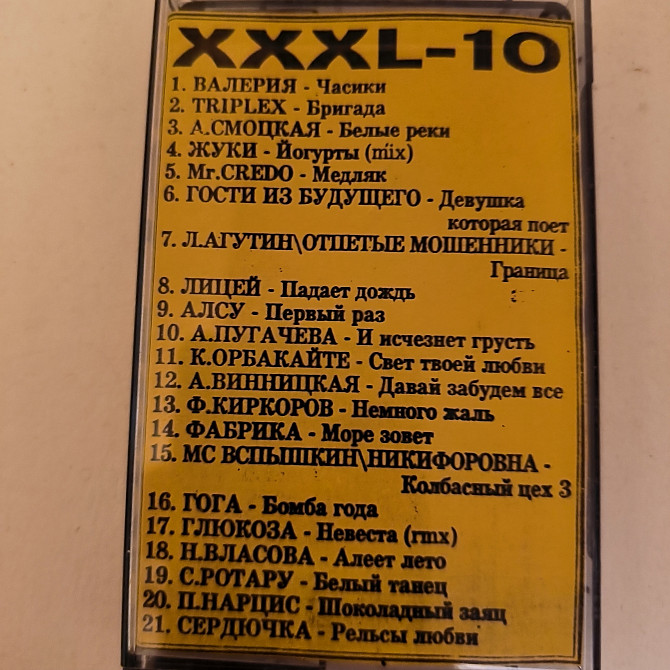 XXXL-10
1. ВАЛЕРИЯ - Часики
2. TRIPLEX - Бригада
3. А.СМОЦКАЯ - Белые реки
4. ЖУКИ - Йогурты (miix)
5. Mr.CREDO - Медляк
6. ГОСТИ ИЗ БУДУЩЕГО - Девушка
которая поет
7. Л.АГУТИН\ОТПЕТЫЕ МОШЕННИКИ -
Граница
8. ЛИЦЕЙ - Падает дождь
9. АЛСУ - Первый раз
10. А.ПУГАЧЕВА - И исчезнет грусть
11. К.ОРБАКАЙТЕ - Свет твоей любви
12. А.ВИННИЦКАЯ - Давай забудем все
13. Ф.КИРКОРОВ - Немного жаль
14. ФАБРИКА - Море зовет
15. МС ВСПЫШКИН\НИКИФОРОВНА -
Колбасный цех 3
16. ГОГА - Бомба года
17. ГЛЮКОЗА - Невеста (rmx)
18. Н.ВЛАСОВА - Алеет лето
19. С.РОТАРУ - Белый танец
20. П.НАРЦИС - Шоколадный заяц
21. СЕРДЮЧКА - Рельсы любви